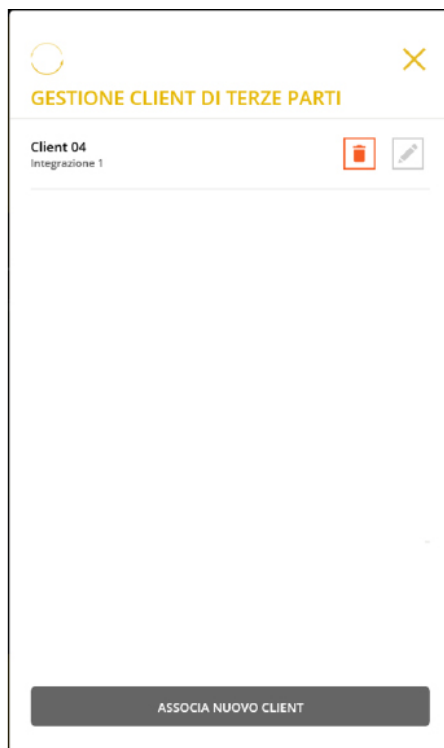 GESTIONE CLIENT DI TERZE PARTI
Client 04
Integrazione 1
ASSOCIA NUOVO CLIENT